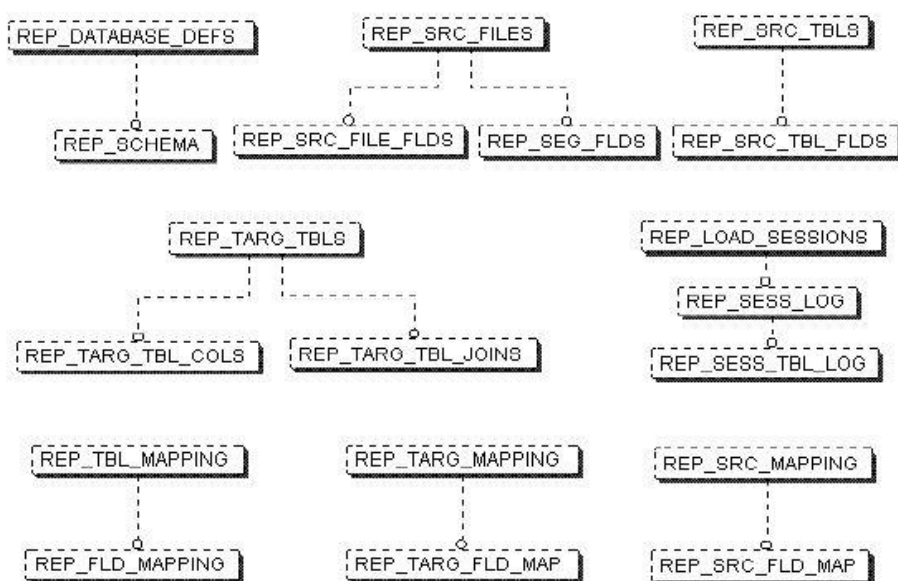 REP_DATABASE_DEFS
REP_SRC_FILES
REP_SRC_TBLS
REP_SCHEMA
REP_SRC_FILE_FLDS
REP_SEG_FLDS
REP_SRC_TBL_FLDS
REP_TARG_TBLS
REP_LOAD_SESSIONS
REP_SESS_LOG
REP_TARG_TBL_COLS
REP_TARG_TBL_JOINS
REP_SESS_TBL_LOG
REP_TBL_MAPPING
REP_TARG_MAPPING
REP_SRC_MAPPING
REP_FLD_MAPPING
REP_TARG_FLD_MAP
REP_SRC_FLD_MAP